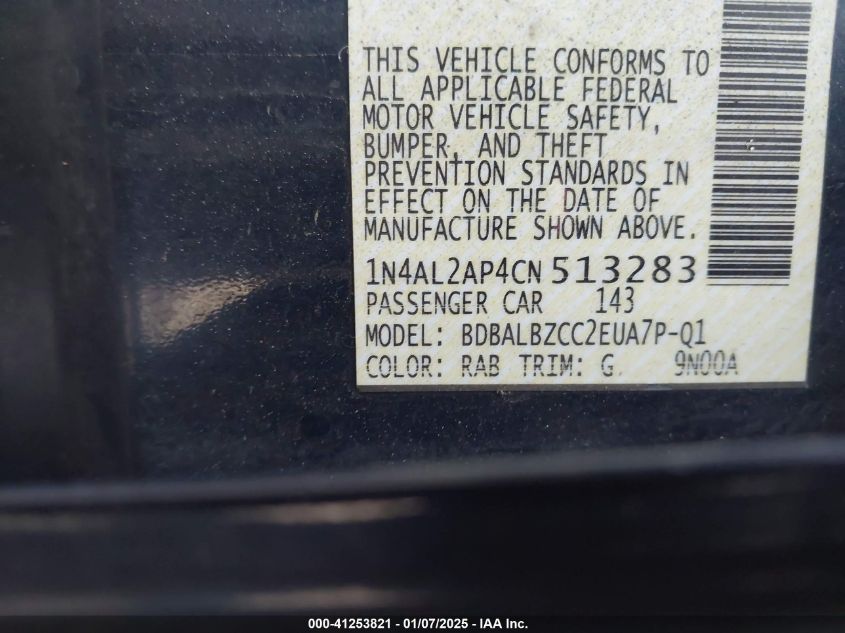 THIS VEHICLE CONFORMS TO
ALL APPLICABLE FEDERAL
MOTOR VEHICLE SAFETY,
BUMPER, AND THEFT
PREVENTION STANDARDS IN
EFFECT ON THE DATE OF
MANUFACTURE SHOWN ABOVE.
1N4AL2AP4CN513283
PASSENGER CAR 143
MODEL: BDBALBZCC2EUA7P-Q1
COLOR: RAB TRIM: G 9N00A
000-41253821 — 01/07/2025 — IAA Inc.